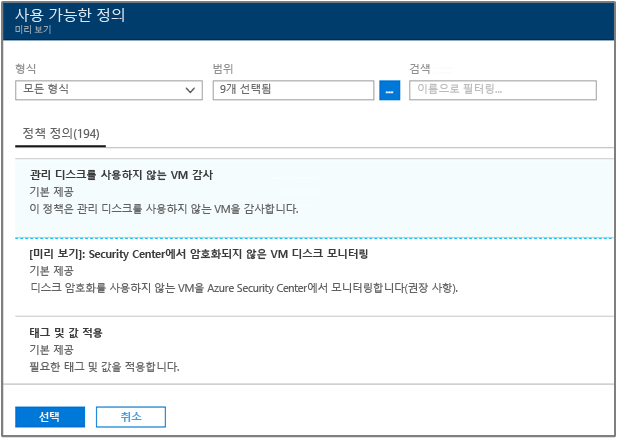 사용 가능한 정의
미리 보기
형식 범위 검색
모든 형식 9개 선택됨 ... 이름으로 필터링...
정책 정의(194)
관리 디스크를 사용하지 않는 VM 감사
기본 제공
이 정책은 관리 디스크를 사용하지 않는 VM을 감사합니다.
[미리 보기]: Security Center에서 암호화되지 않은 VM 디스크 모니터링
기본 제공
디스크 암호화를 사용하지 않는 VM을 Azure Security Center에서 모니터링합니다(권장 사항).
태그 및 값 적용
기본 제공
필요한 태그 및 값을 적용합니다.
선택 취소